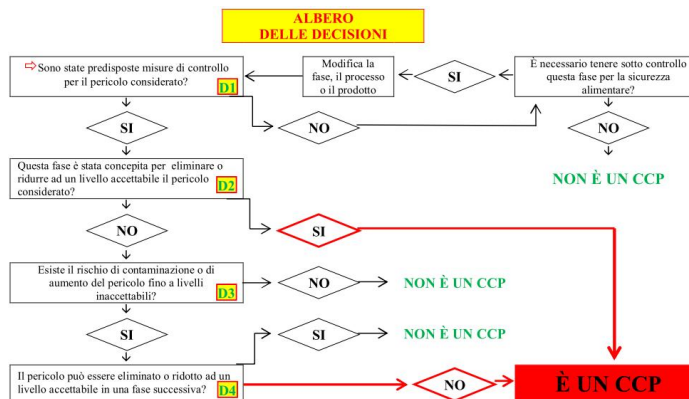 ALBERO
DELLE DECISIONI
⇨Sono state predisposte misure di controllo
per il pericolo considerato?
D1
Modifica la
fase, il processo
o il prodotto
SI
È necessario tenere sotto controllo
questa fase per la sicurezza
alimentare?
SI
NO
NO
NON È UN CCP
Questa fase è stata concepita per eliminare o
ridurre ad un livello accettabile il pericolo
considerato?
D2
NO
SI
Esiste il rischio di contaminazione o di
aumento del pericolo fino a livelli
inaccettabili?
D3
NO
NON È UN CCP
SI
SI
NON È UN CCP
Il pericolo può essere eliminato o ridotto ad un
livello accettabile in una fase successiva?
D4
NO
È UN CCP